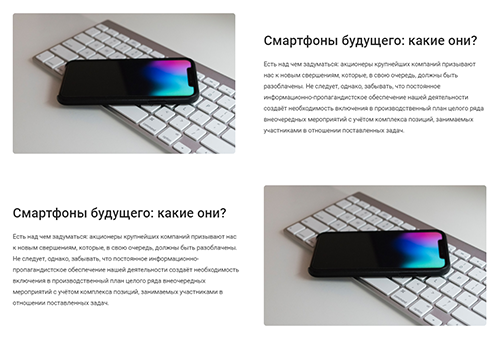 Смартфоны будущего: какие они?
Есть над чем задуматься: акционеры крупнейших компаний призывают
нас к новым свершениям, которые, в свою очередь, должны быть
разоблачены. Не следует, однако, забывать, что постоянное
информационно-пропагандистское обеспечение нашей деятельности
создаёт необходимость включения в производственный план целого ряда
внеочередных мероприятий с учётом комплекса позиций, занимаемых
участниками в отношении поставленных задач.
Смартфоны будущего: какие они?
Есть над чем задуматься: акционеры крупнейших компаний призывают нас
к новым свершениям, которые, в свою очередь, должны быть разоблачены.
Не следует, однако, забывать, что постоянное информационно-
пропагандистское обеспечение нашей деятельности создаёт необходимость
включения в производственный план целого ряда внеочередных
мероприятий с учётом комплекса позиций, занимаемых участниками в
отношении поставленных задач.